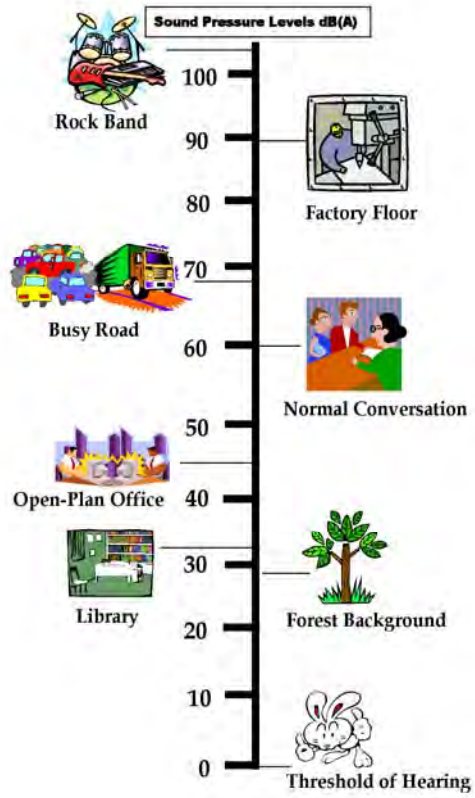 Sound Pressure Levels dB(A)
100
Rock Band
90
80
Factory Floor
70
Busy Road
60
Normal Conversation
50
Open-Plan Office
40
30
Library
Forest Background
20
10
0
Threshold of Hearing